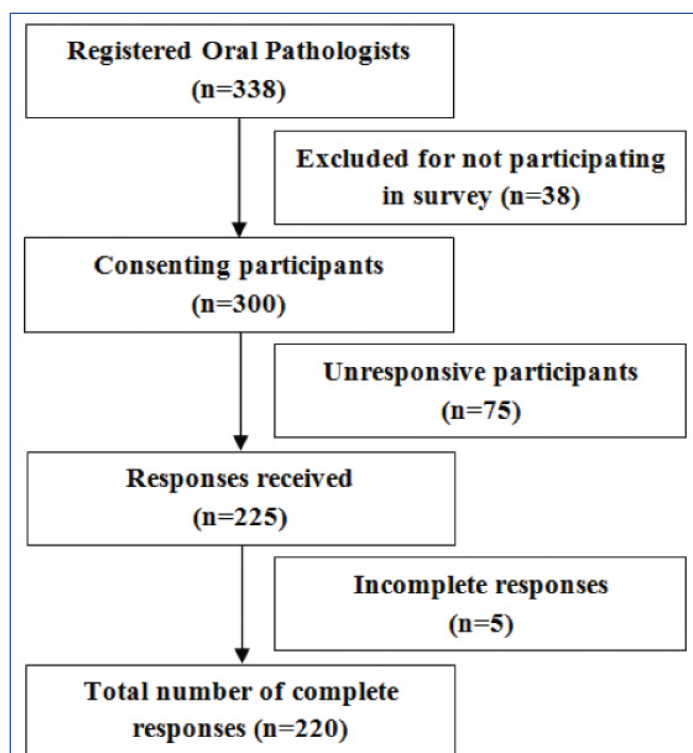 Registered Oral Pathologists
(n=338)
Excluded for not participating
in survey (n=38)
Consenting participants
(n=300)
Unresponsive participants
(n=75)
Responses received
(n=225)
Incomplete responses
(n=5)
Total number of complete
responses (n=220)